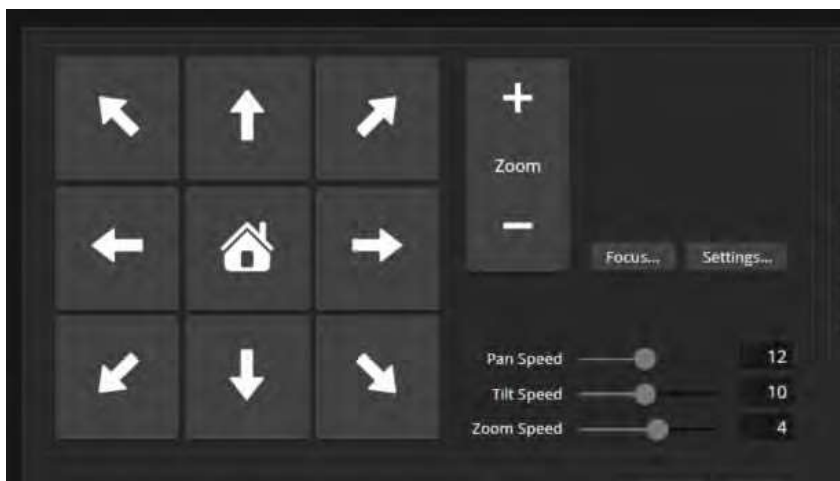 +
Zoom
−
Focus... Settings...
Pan Speed 12
Tilt Speed 10
Zoom Speed 4